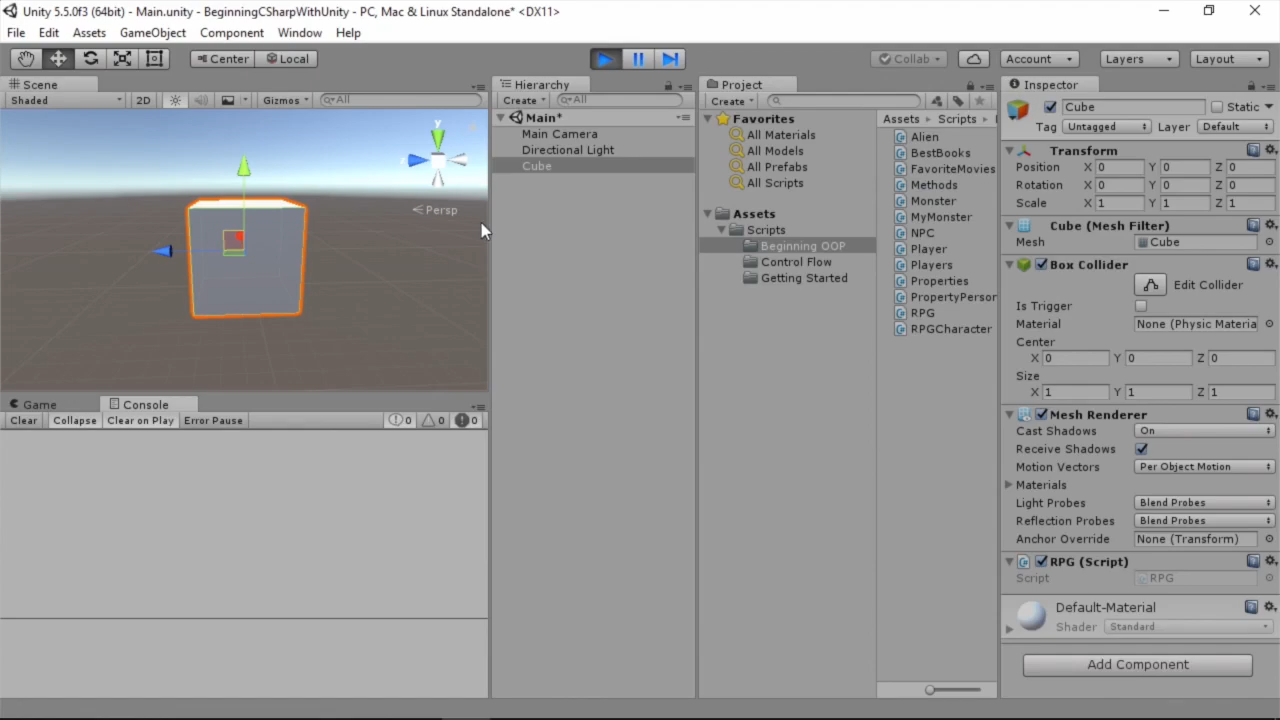 Unity 5.5.0f3 (64bit) - Main.unity - BeginningCSharpWithUnity - PC, Mac & Linux Standalone* <DX11>
File Edit Assets GameObject Component Window Help
Center Local
Collab Account Layers Layout
Scene
Shaded 2D Gizmos All
y
Persp
Game Console
Clear Collapse Clear on Play Error Pause 0 0 0
Hierarchy
Create All
Main*
Main Camera
Directional Light
Cube
Project
Create
Favorites
All Materials
All Models
All Prefabs
All Scripts
Assets
Scripts
Beginning OOP
Control Flow
Getting Started
Assets Scripts
Alien
BestBooks
FavoriteMovies
Methods
Monster
MyMonster
NPC
Player
Players
Properties
PropertyPerson
RPG
RPGCharacter
Inspector
Cube Static
Tag Untagged Layer Default
Transform
Position X 0 Y 0 Z 0
Rotation X 0 Y 0 Z 0
Scale X 1 Y 1 Z 1
Cube (Mesh Filter)
Mesh Cube
Box Collider
Edit Collider
Is Trigger
Material None (Physic Materia
Center
X 0 Y 0 Z 0
Size
X 1 Y 1 Z 1
Mesh Renderer
Cast Shadows On
Receive Shadows
Motion Vectors Per Object Motion
Materials
Light Probes Blend Probes
Reflection Probes Blend Probes
Anchor Override None (Transform)
RPG (Script)
Script RPG
Default-Material
Shader Standard
Add Component